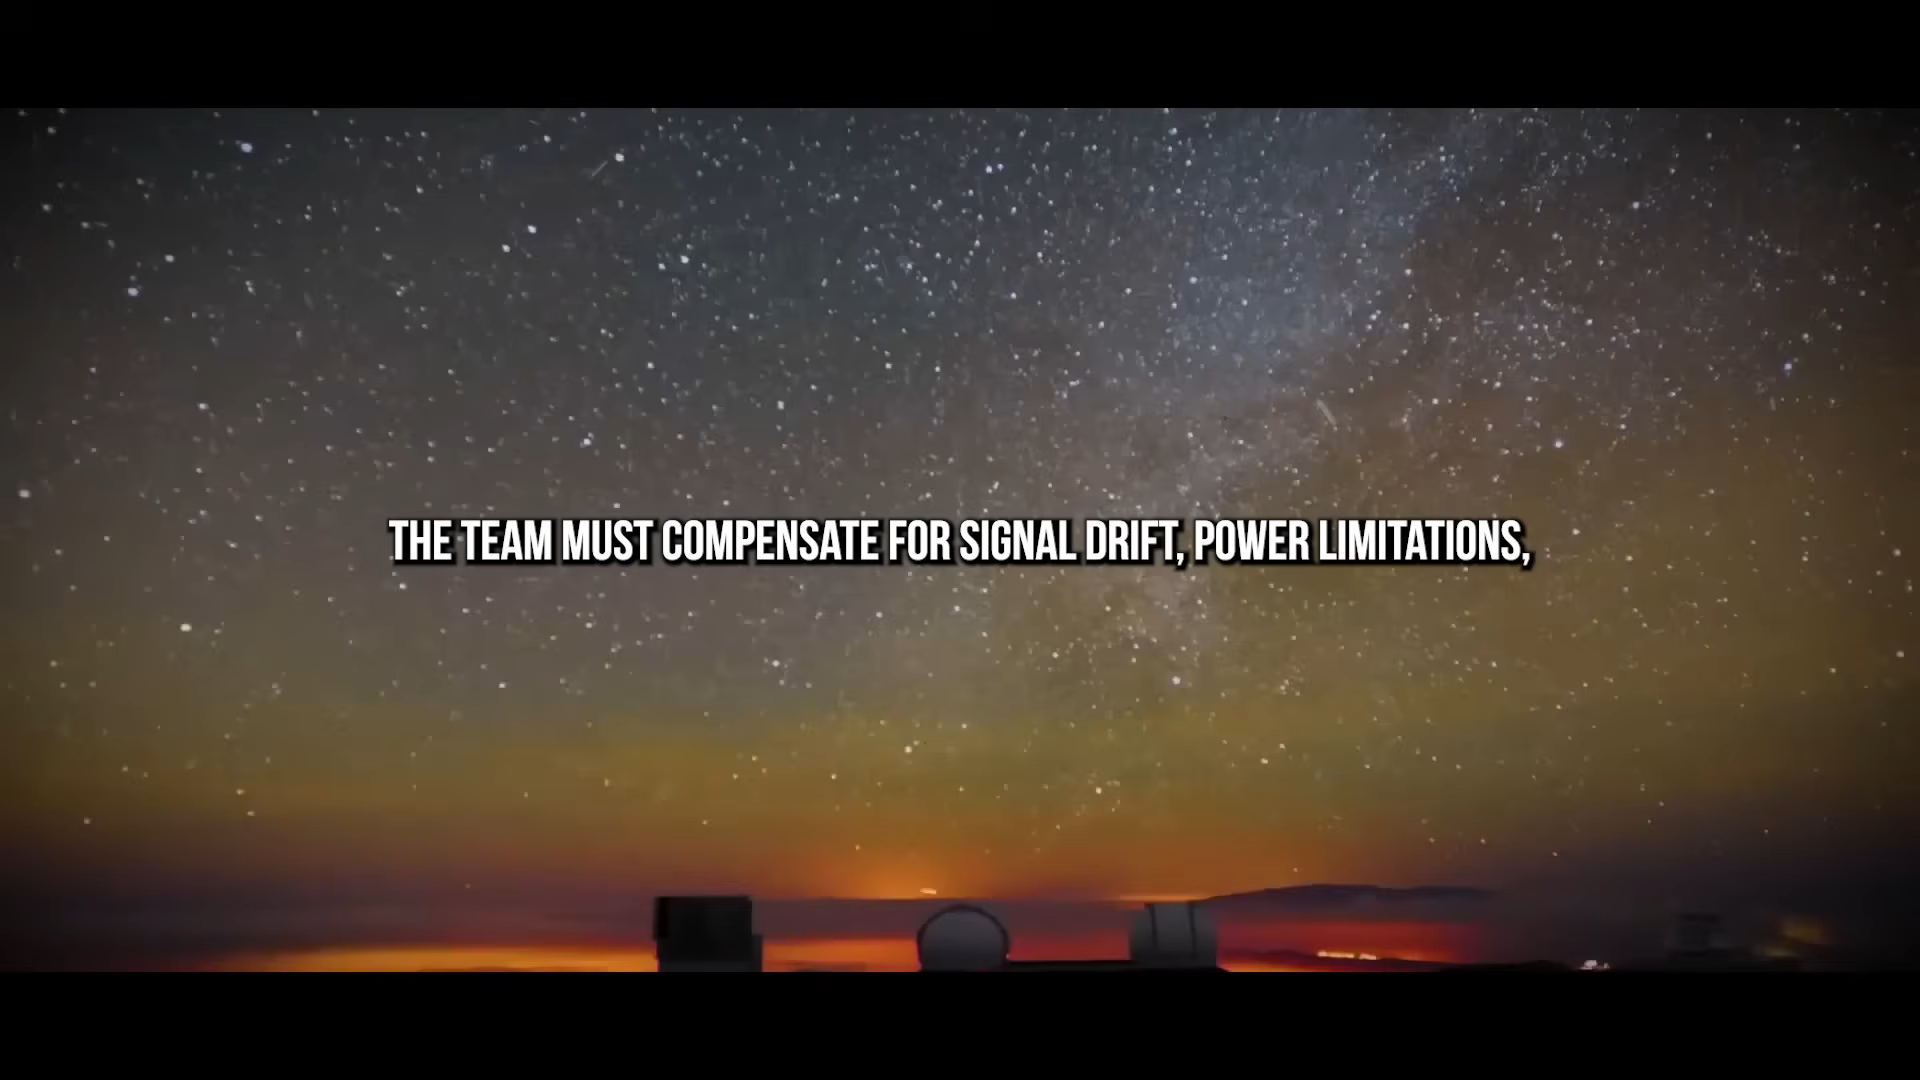 THE TEAM MUST COMPENSATE FOR SIGNAL DRIFT, POWER LIMITATIONS,